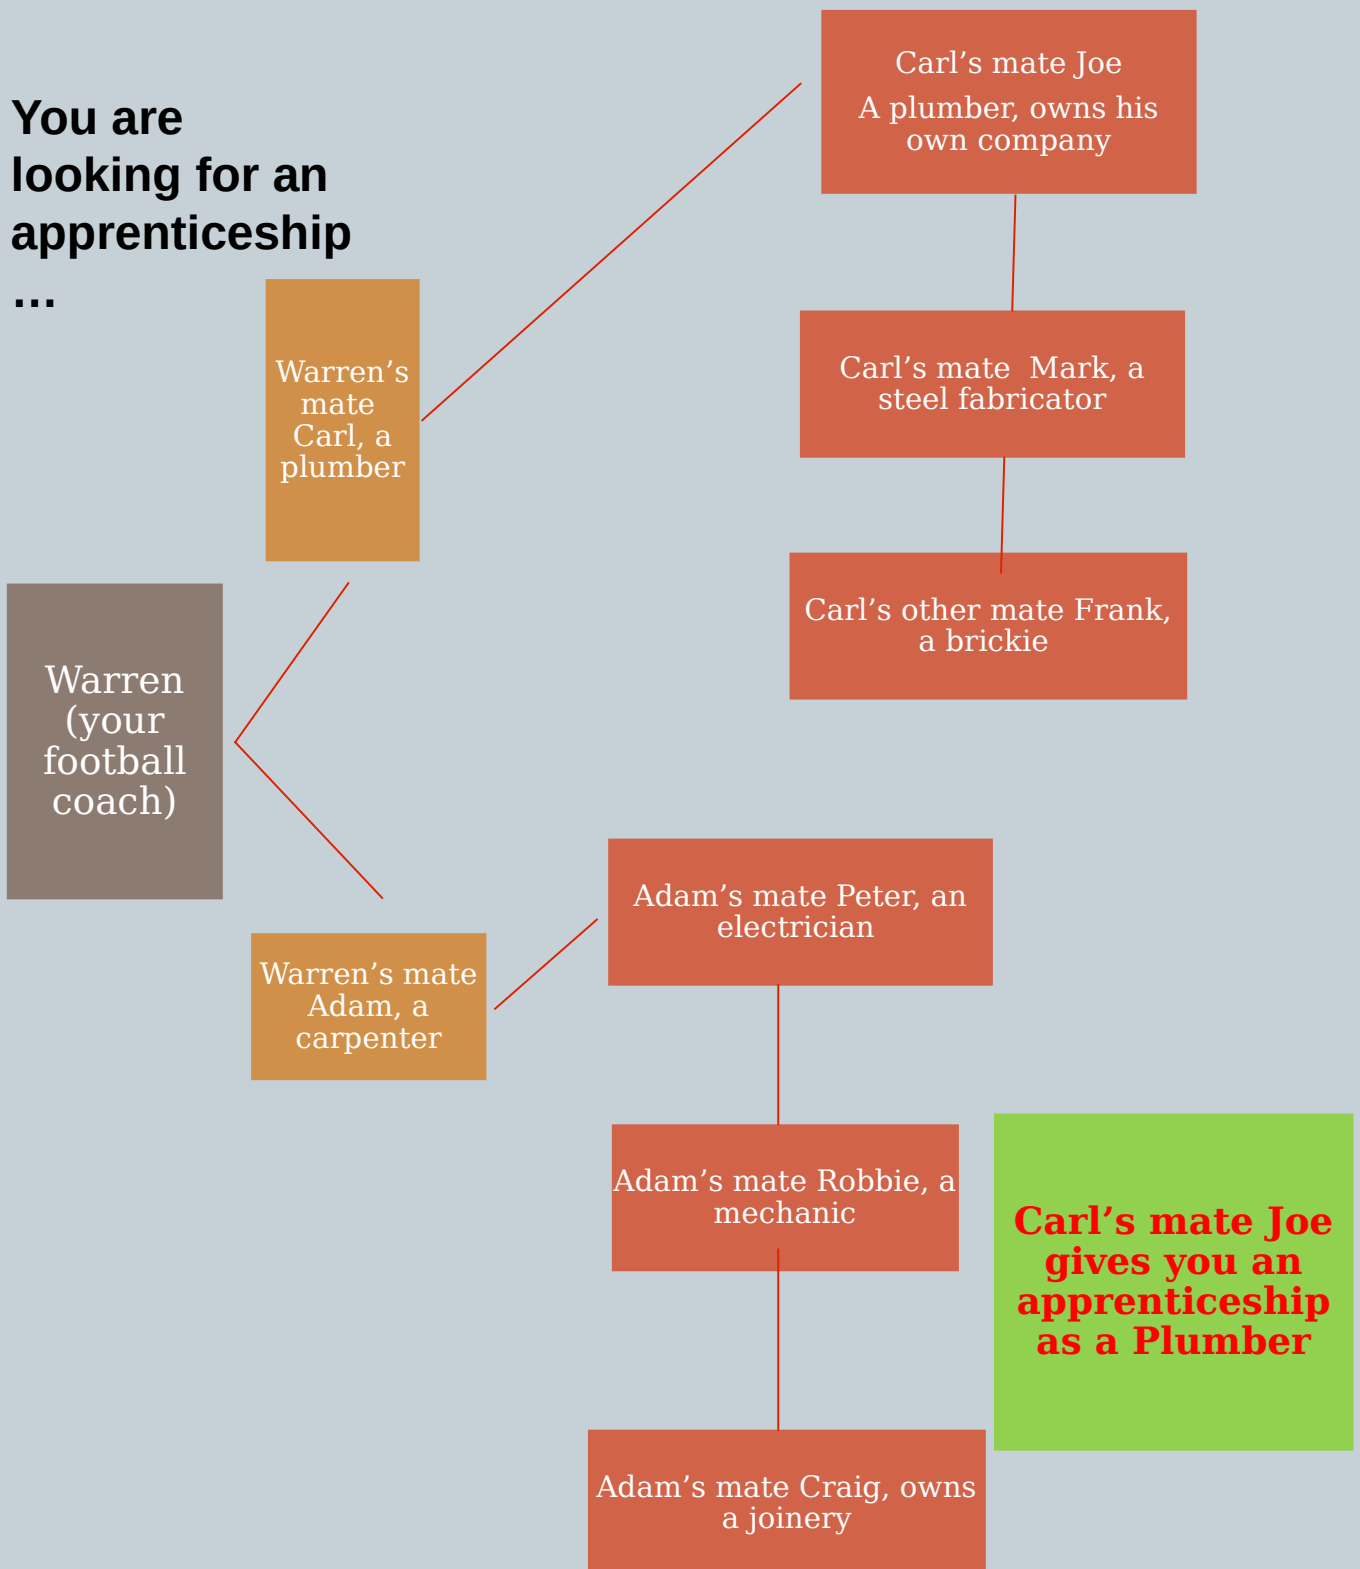 You are
looking for an
apprenticeship
…
Carl’s mate Joe
A plumber, owns his
own company
Warren’s
mate
Carl, a
plumber
Carl’s mate  Mark, a
steel fabricator
Carl’s other mate Frank,
a brickie
Warren
(your
football
coach)
Adam’s mate Peter, an
electrician
Warren’s mate
Adam, a
carpenter
Adam’s mate Robbie, a
mechanic
Carl’s mate Joe
gives you an
apprenticeship
as a Plumber
Adam’s mate Craig, owns
a joinery